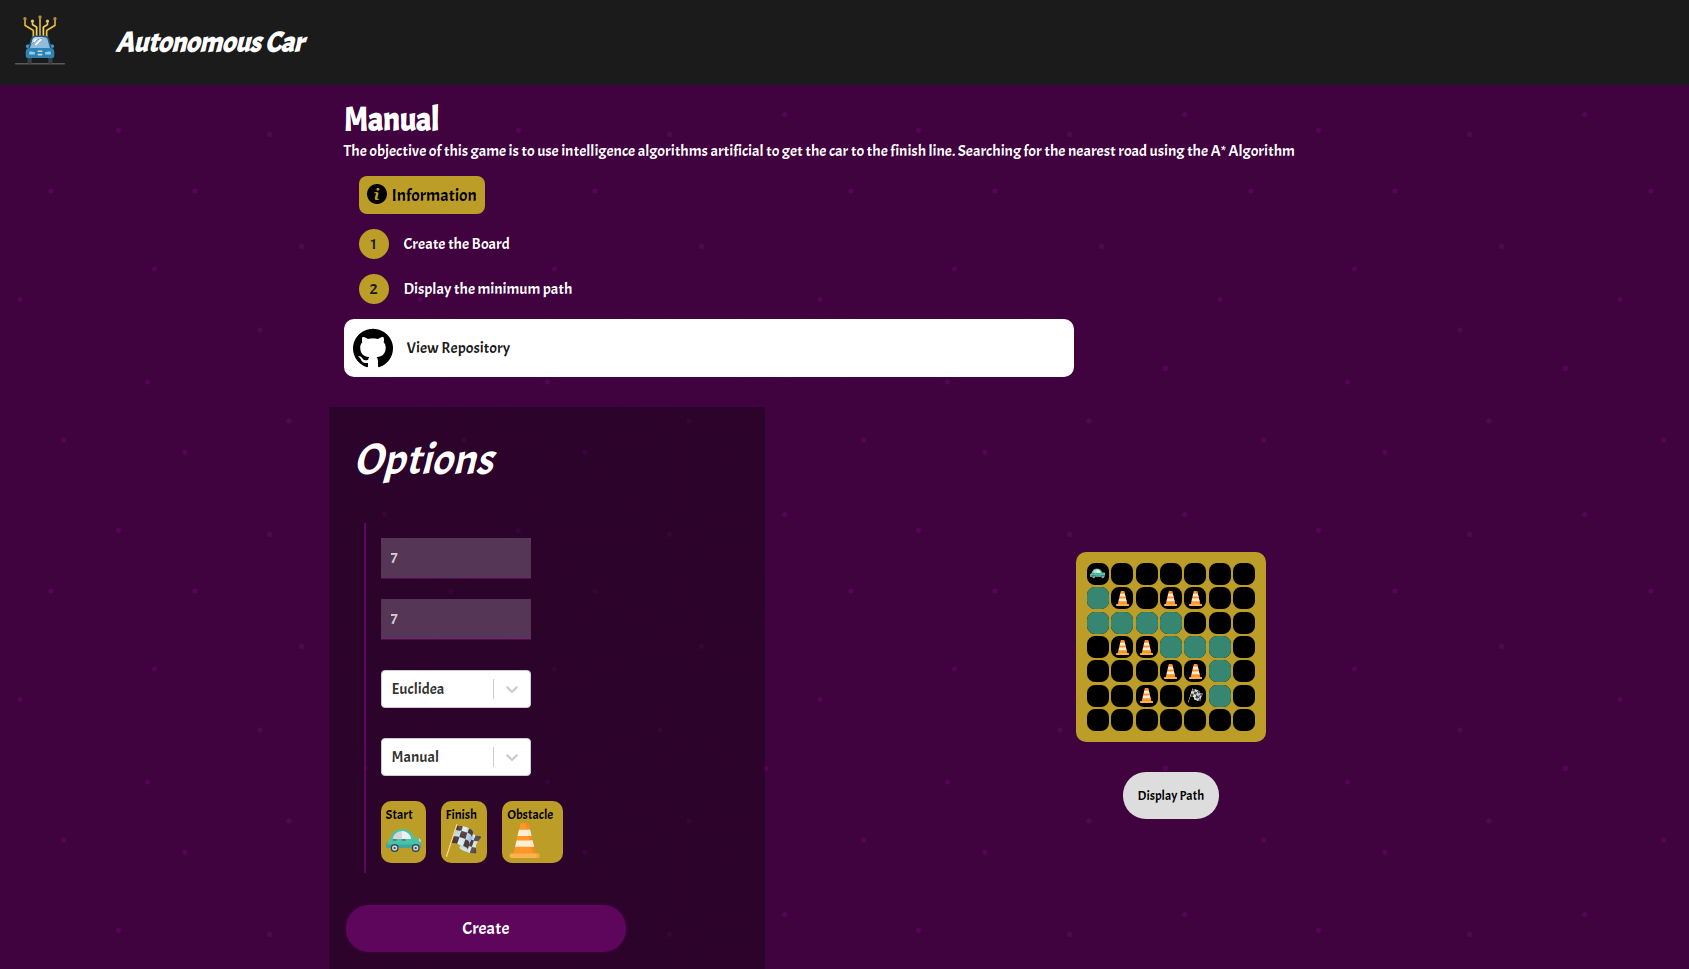 Autonomous Car
Manual
The objective of this game is to use intelligence algorithms artificial to get the car to the finish line. Searching for the nearest road using the A* Algorithm
i Information
1 Create the Board
2 Display the minimum path
View Repository
Options
7
7
Euclidea
Manual
Start Finish Obstacle
Create
Display Path